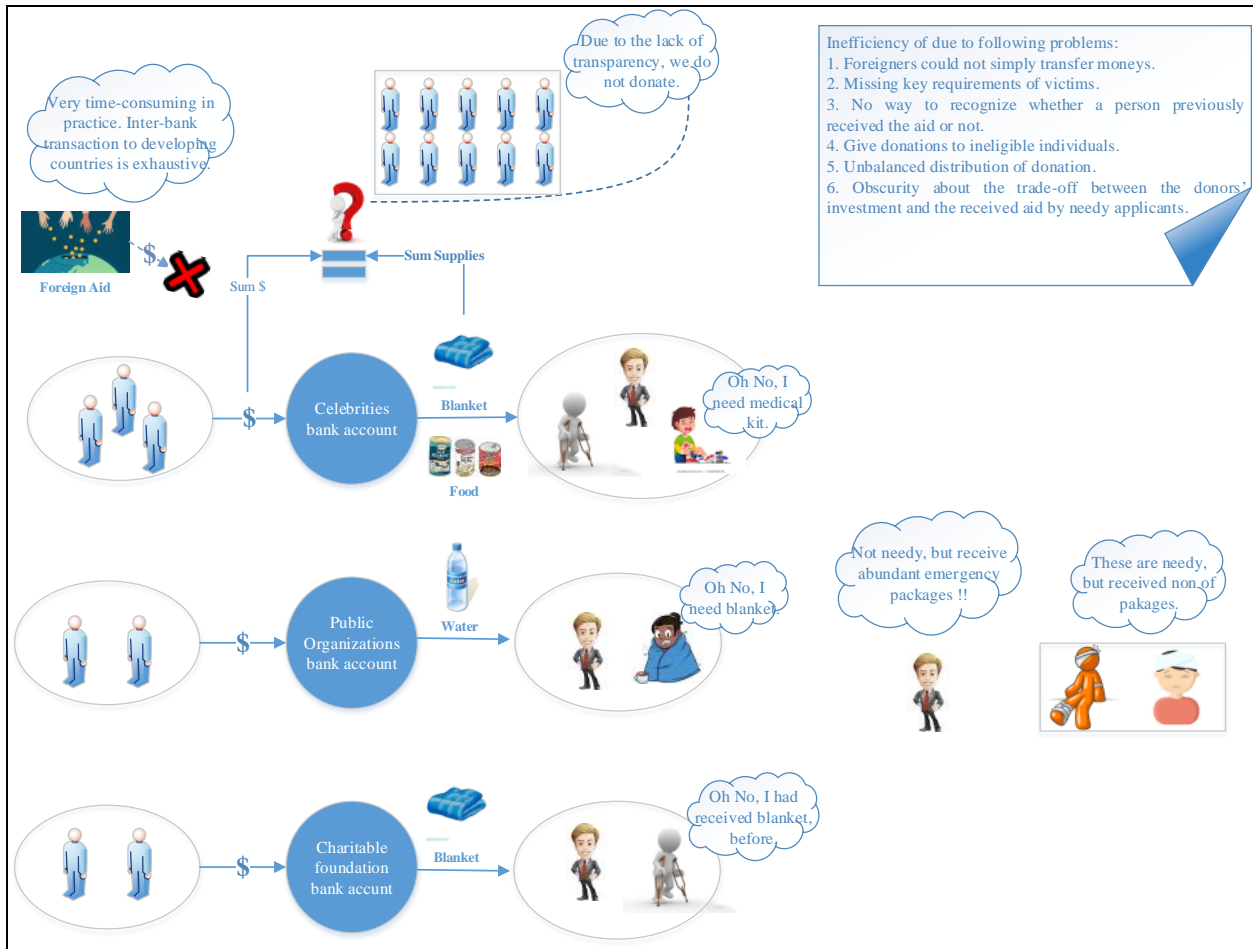 Due to the lack of
transparency, we do
not donate.
Inefficiency of due to following problems:
1. Foreigners could not simply transfer moneys.
2. Missing key requirements of victims.
3. No way to recognize whether a person previously
received the aid or not.
4. Give donations to ineligible individuals.
5. Unbalanced distribution of donation.
6. Obscurity about the trade-off between the donors'
investment and the received aid by needy applicants.
Very time-consuming in
practice. Inter-bank
transaction to developing
countries is exhaustive.
$
Foreign Aid
Sum $
Sum Supplies
$
Celebrities
bank account
Blanket
Food
Oh No, I
need medical
kit.
$
Public
Organizations
bank account
Water
Oh No, I
need blanket.
Not needy, but receive
abundant emergency
packages !!
These are needy,
but received non of
pakages.
$
Charitable
foundation
bank accunt
Blanket
Oh No, I had
received blanket,
before.